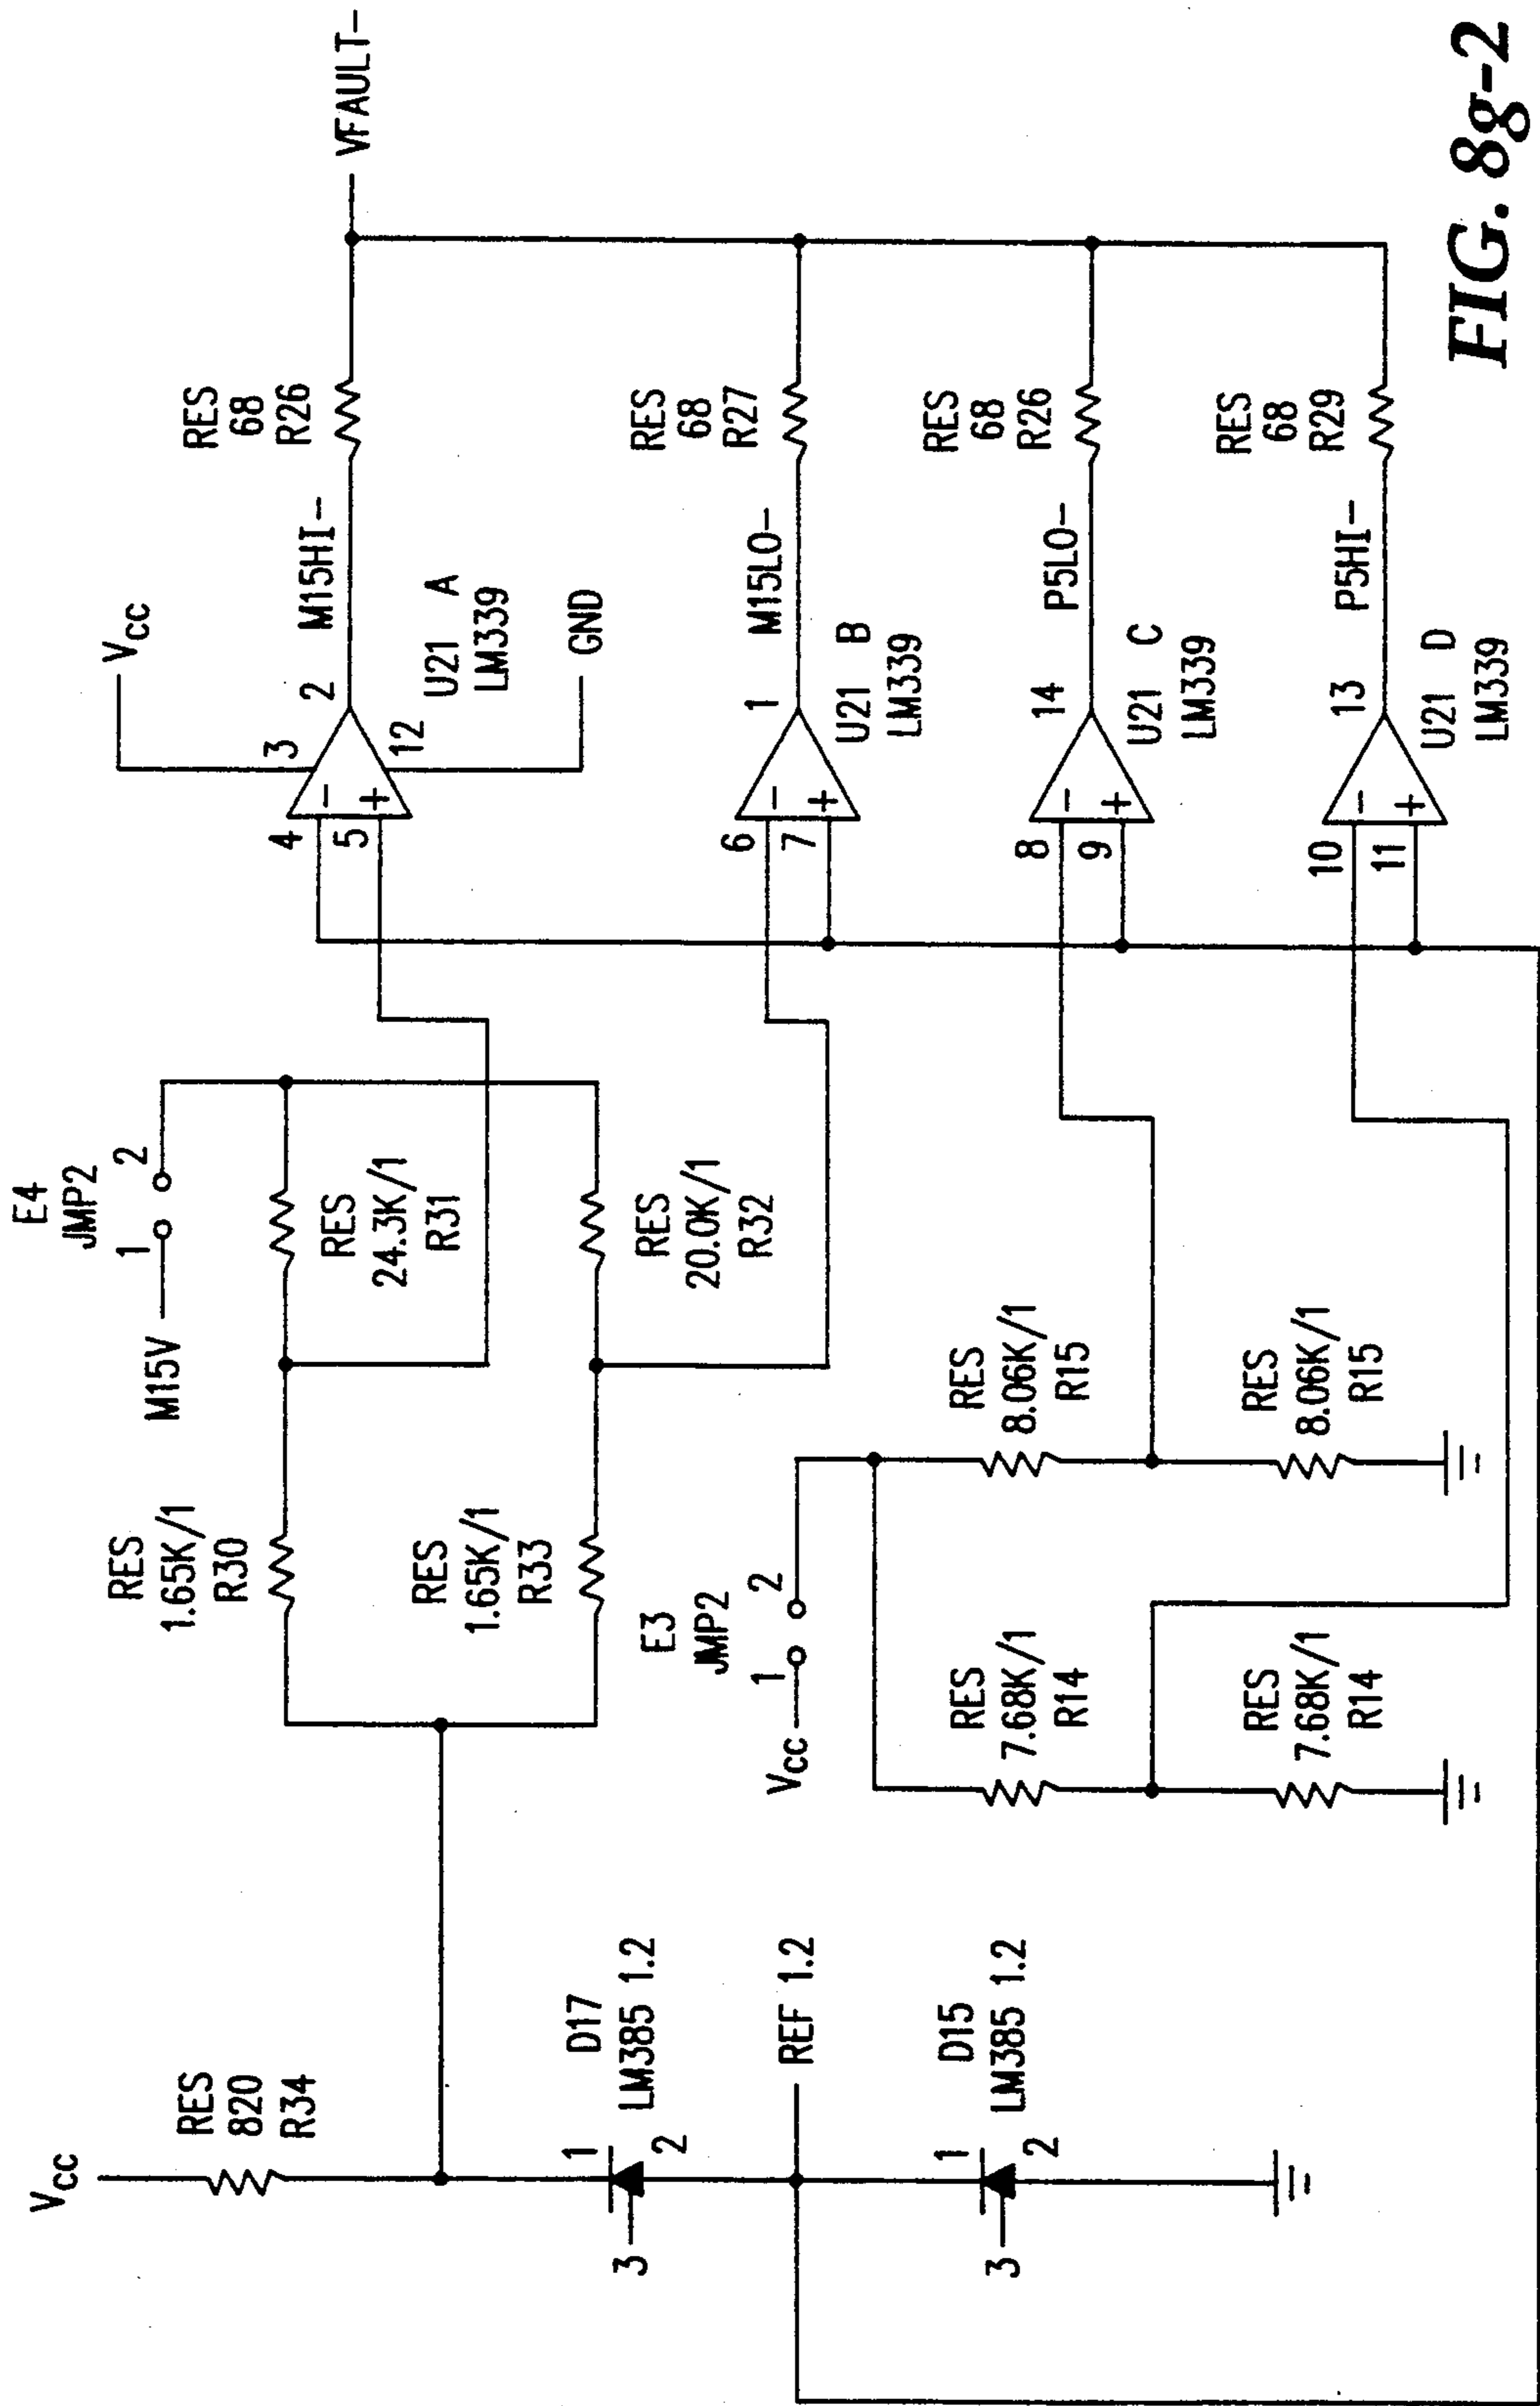 VCC
RES
820
R34
1
3
2
D17
LM385 1.2
REF 1.2
1
3
2
D15
LM385 1.2
RES
1.65K/1
R30
RES
1.65K/1
R33
E4
JMP2
M15V
1
2
RES
24.3K/1
R31
RES
20.0K/1
R32
E3
JMP2
VCC
1
2
RES
7.68K/1
R14
RES
8.06K/1
R15
RES
7.68K/1
R14
RES
8.06K/1
R15
VCC
4
5
-
+
3
12
2
M15HI-
U21 A
LM339
GND
RES
68
R26
VFAULT-
6
7
-
+
1
M15LO-
U21 B
LM339
RES
68
R27
8
9
-
+
14
P5LO-
U21 C
LM339
RES
68
R26
10
11
-
+
13
P5HI-
U21 D
LM339
RES
68
R29
FIG. 8g-2